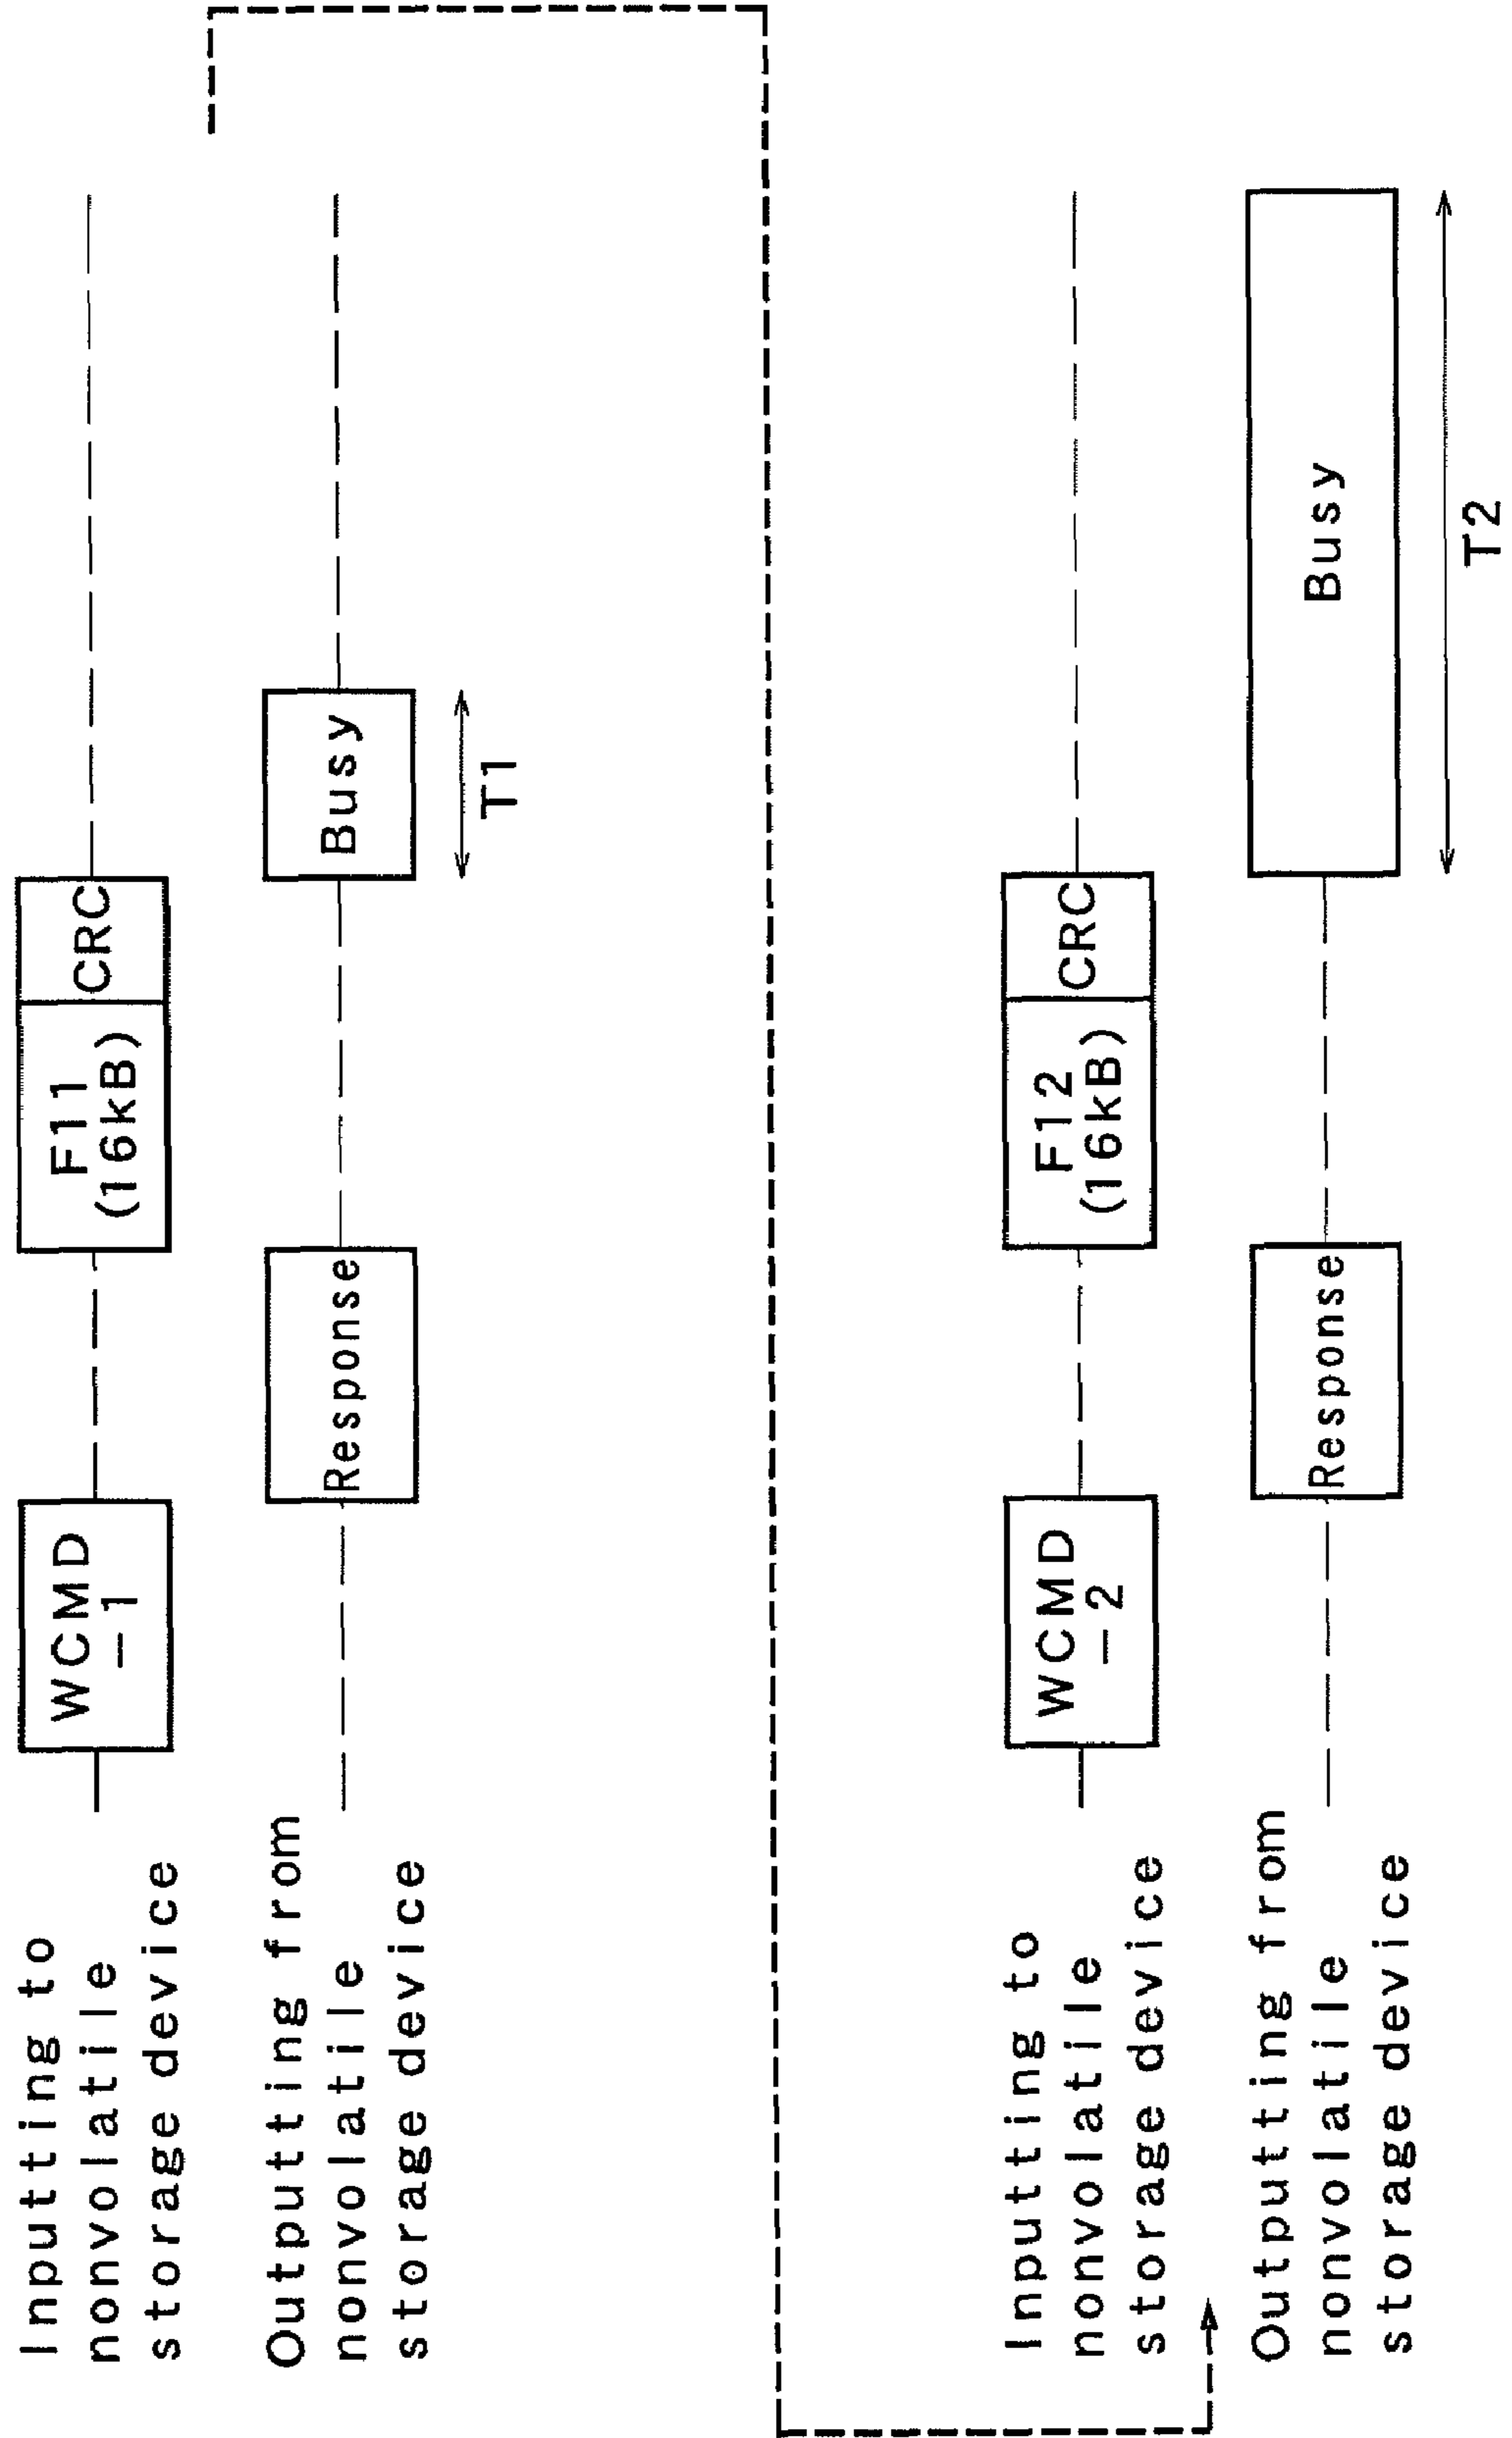 Inputting to
nonvolatile
storage device
WCMD
-1
F11
(16kB)
CRC
Outputting from
nonvolatile
storage device
Response
Busy
T1
Inputting to
nonvolatile
storage device
WCMD
-2
F12
(16kB)
CRC
Outputting from
nonvolatile
storage device
Response
Busy
T2